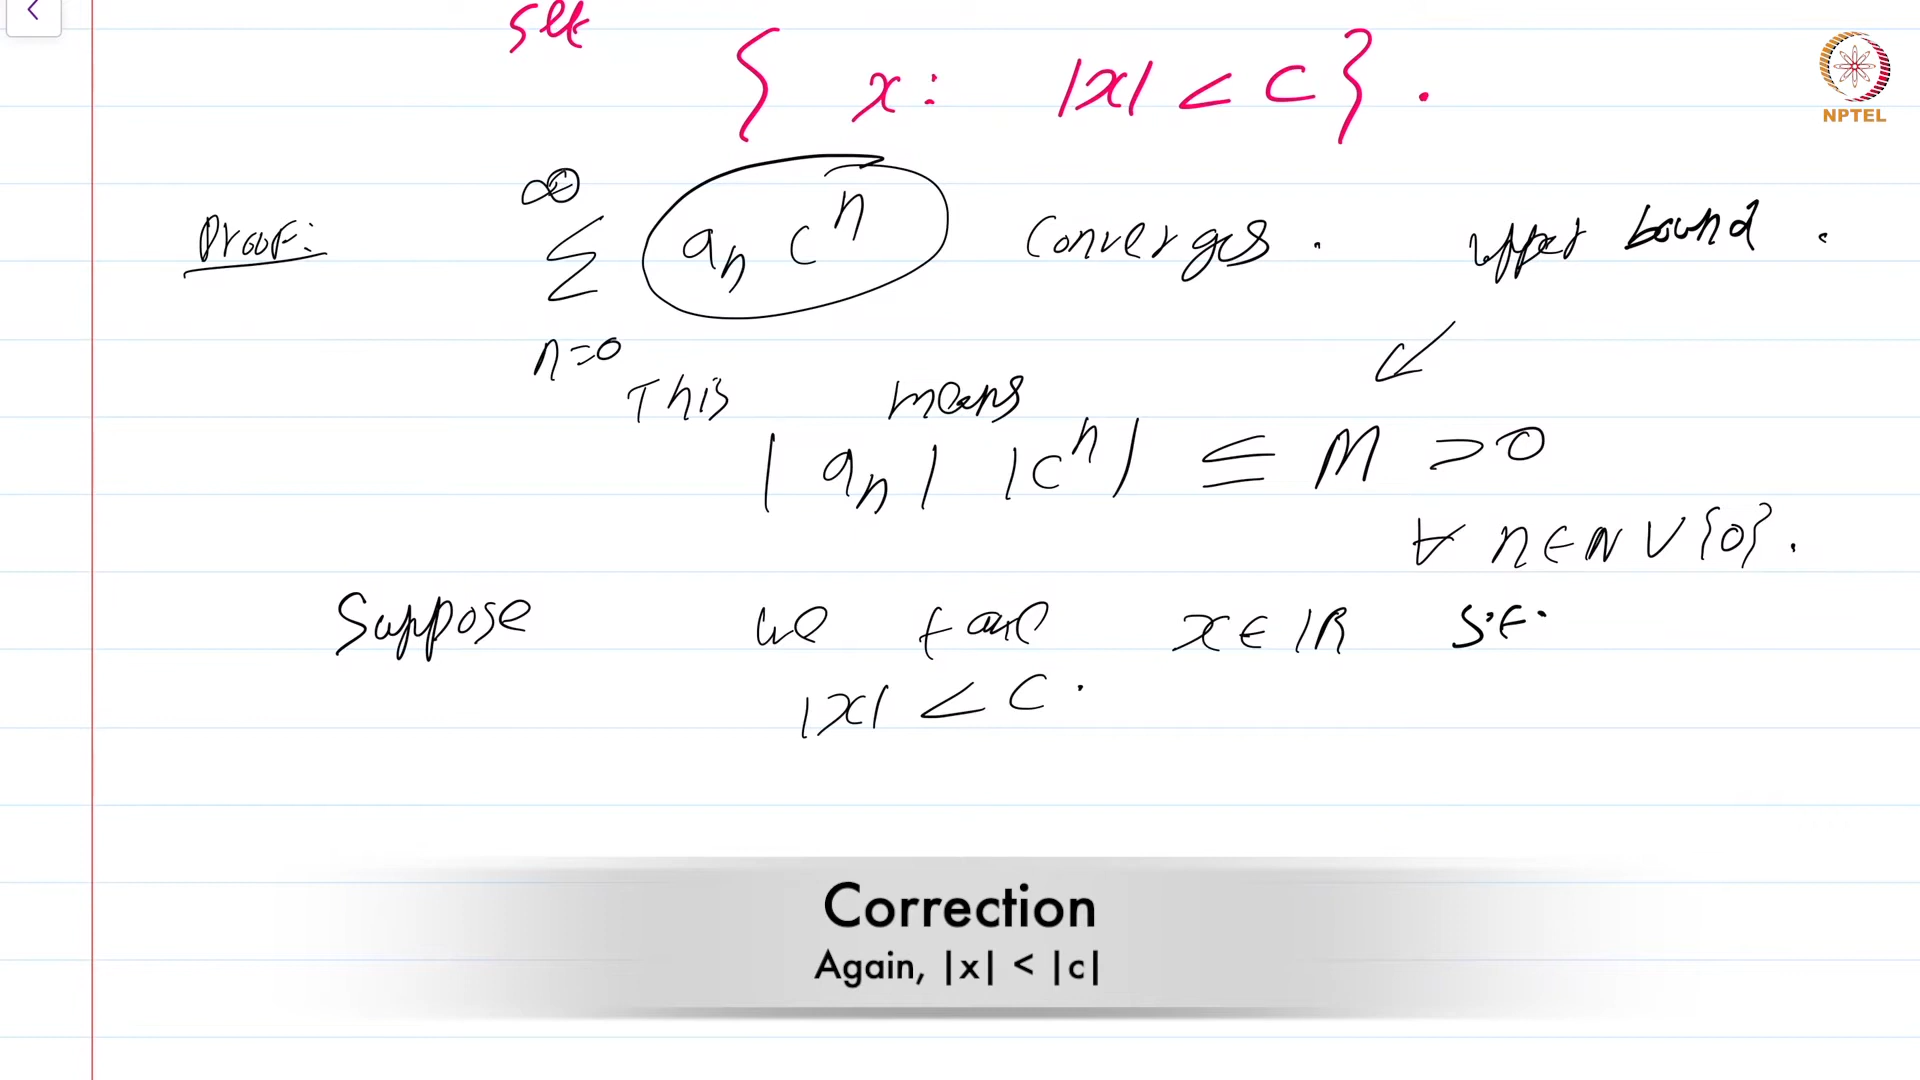 set
{ x: |x| < c } .
NPTEL
Proof: ∞ ∑ n=0 aₙ cⁿ converges . upper bound .
This means
|aₙ| |cⁿ| ≤ M > 0
∀ n ∈ N ∪ {0} .
Suppose we take x ∈ IR s.t.
|x| < c .
Correction
Again, |x| < |c|